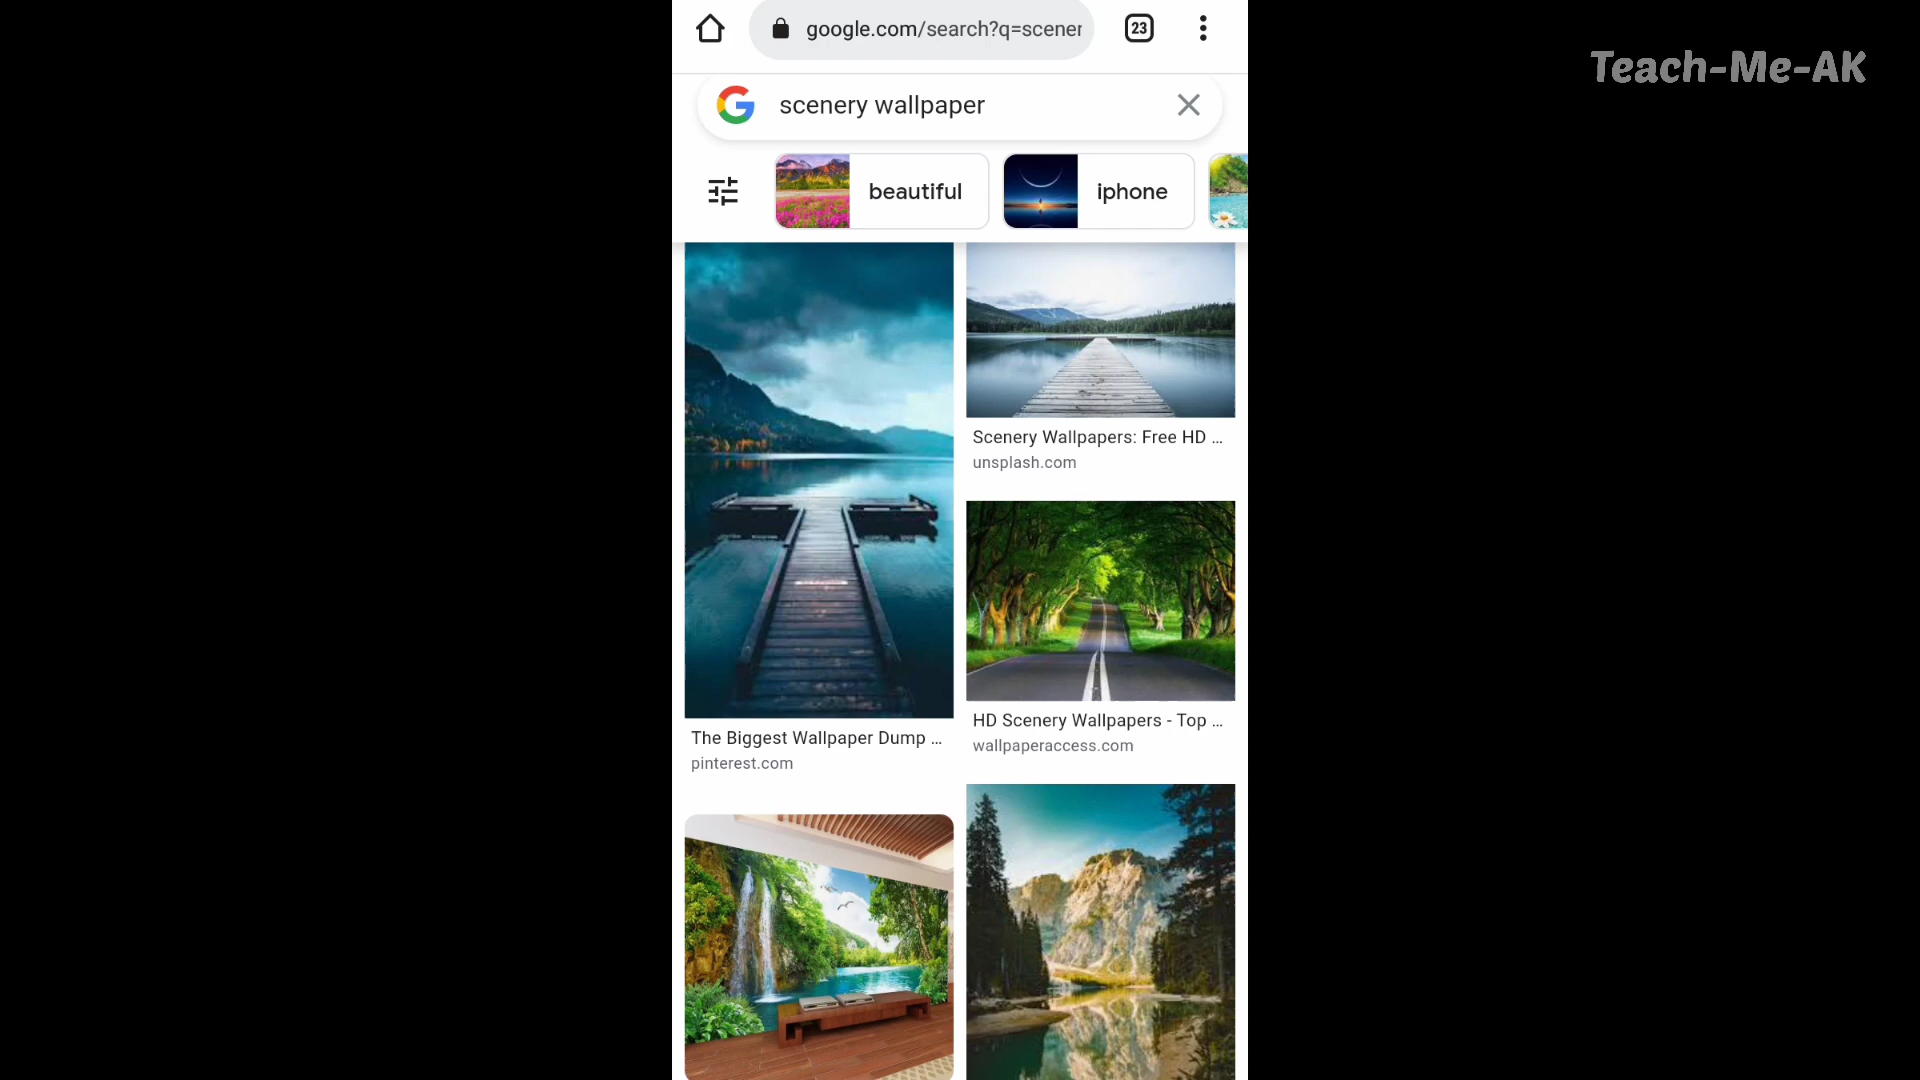 google.com/search?q=scener
23
Teach-Me-AK
scenery wallpaper
beautiful
iphone
Scenery Wallpapers: Free HD ...
unsplash.com
HD Scenery Wallpapers - Top ...
wallpaperaccess.com
The Biggest Wallpaper Dump ...
pinterest.com